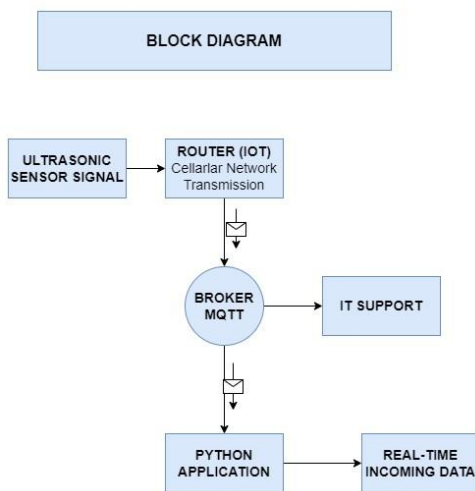 BLOCK DIAGRAM
ULTRASONIC
SENSOR SIGNAL
ROUTER (IOT)
Cellarlar Network
Transmission
BROKER
MQTT
IT SUPPORT
PYTHON
APPLICATION
REAL-TIME
INCOMING DATA